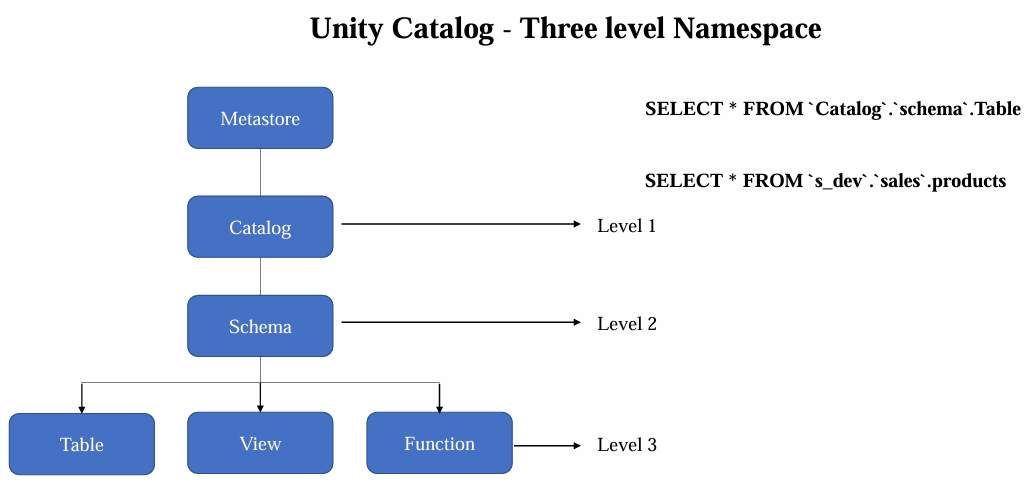 Unity Catalog - Three level Namespace
Metastore
SELECT * FROM `Catalog`.`schema`.Table
SELECT * FROM `s_dev`.`sales`.products
Catalog
Level 1
Schema
Level 2
Table
View
Function
Level 3